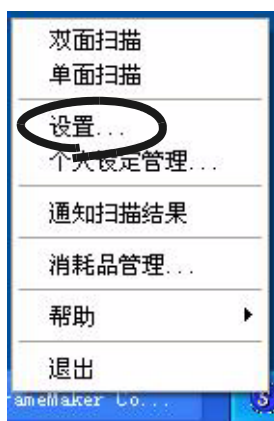 双面扫描
单面扫描
设置...
个人设定管理...
通知扫描结果
消耗品管理...
帮助
退出
ameMaker Co...
S